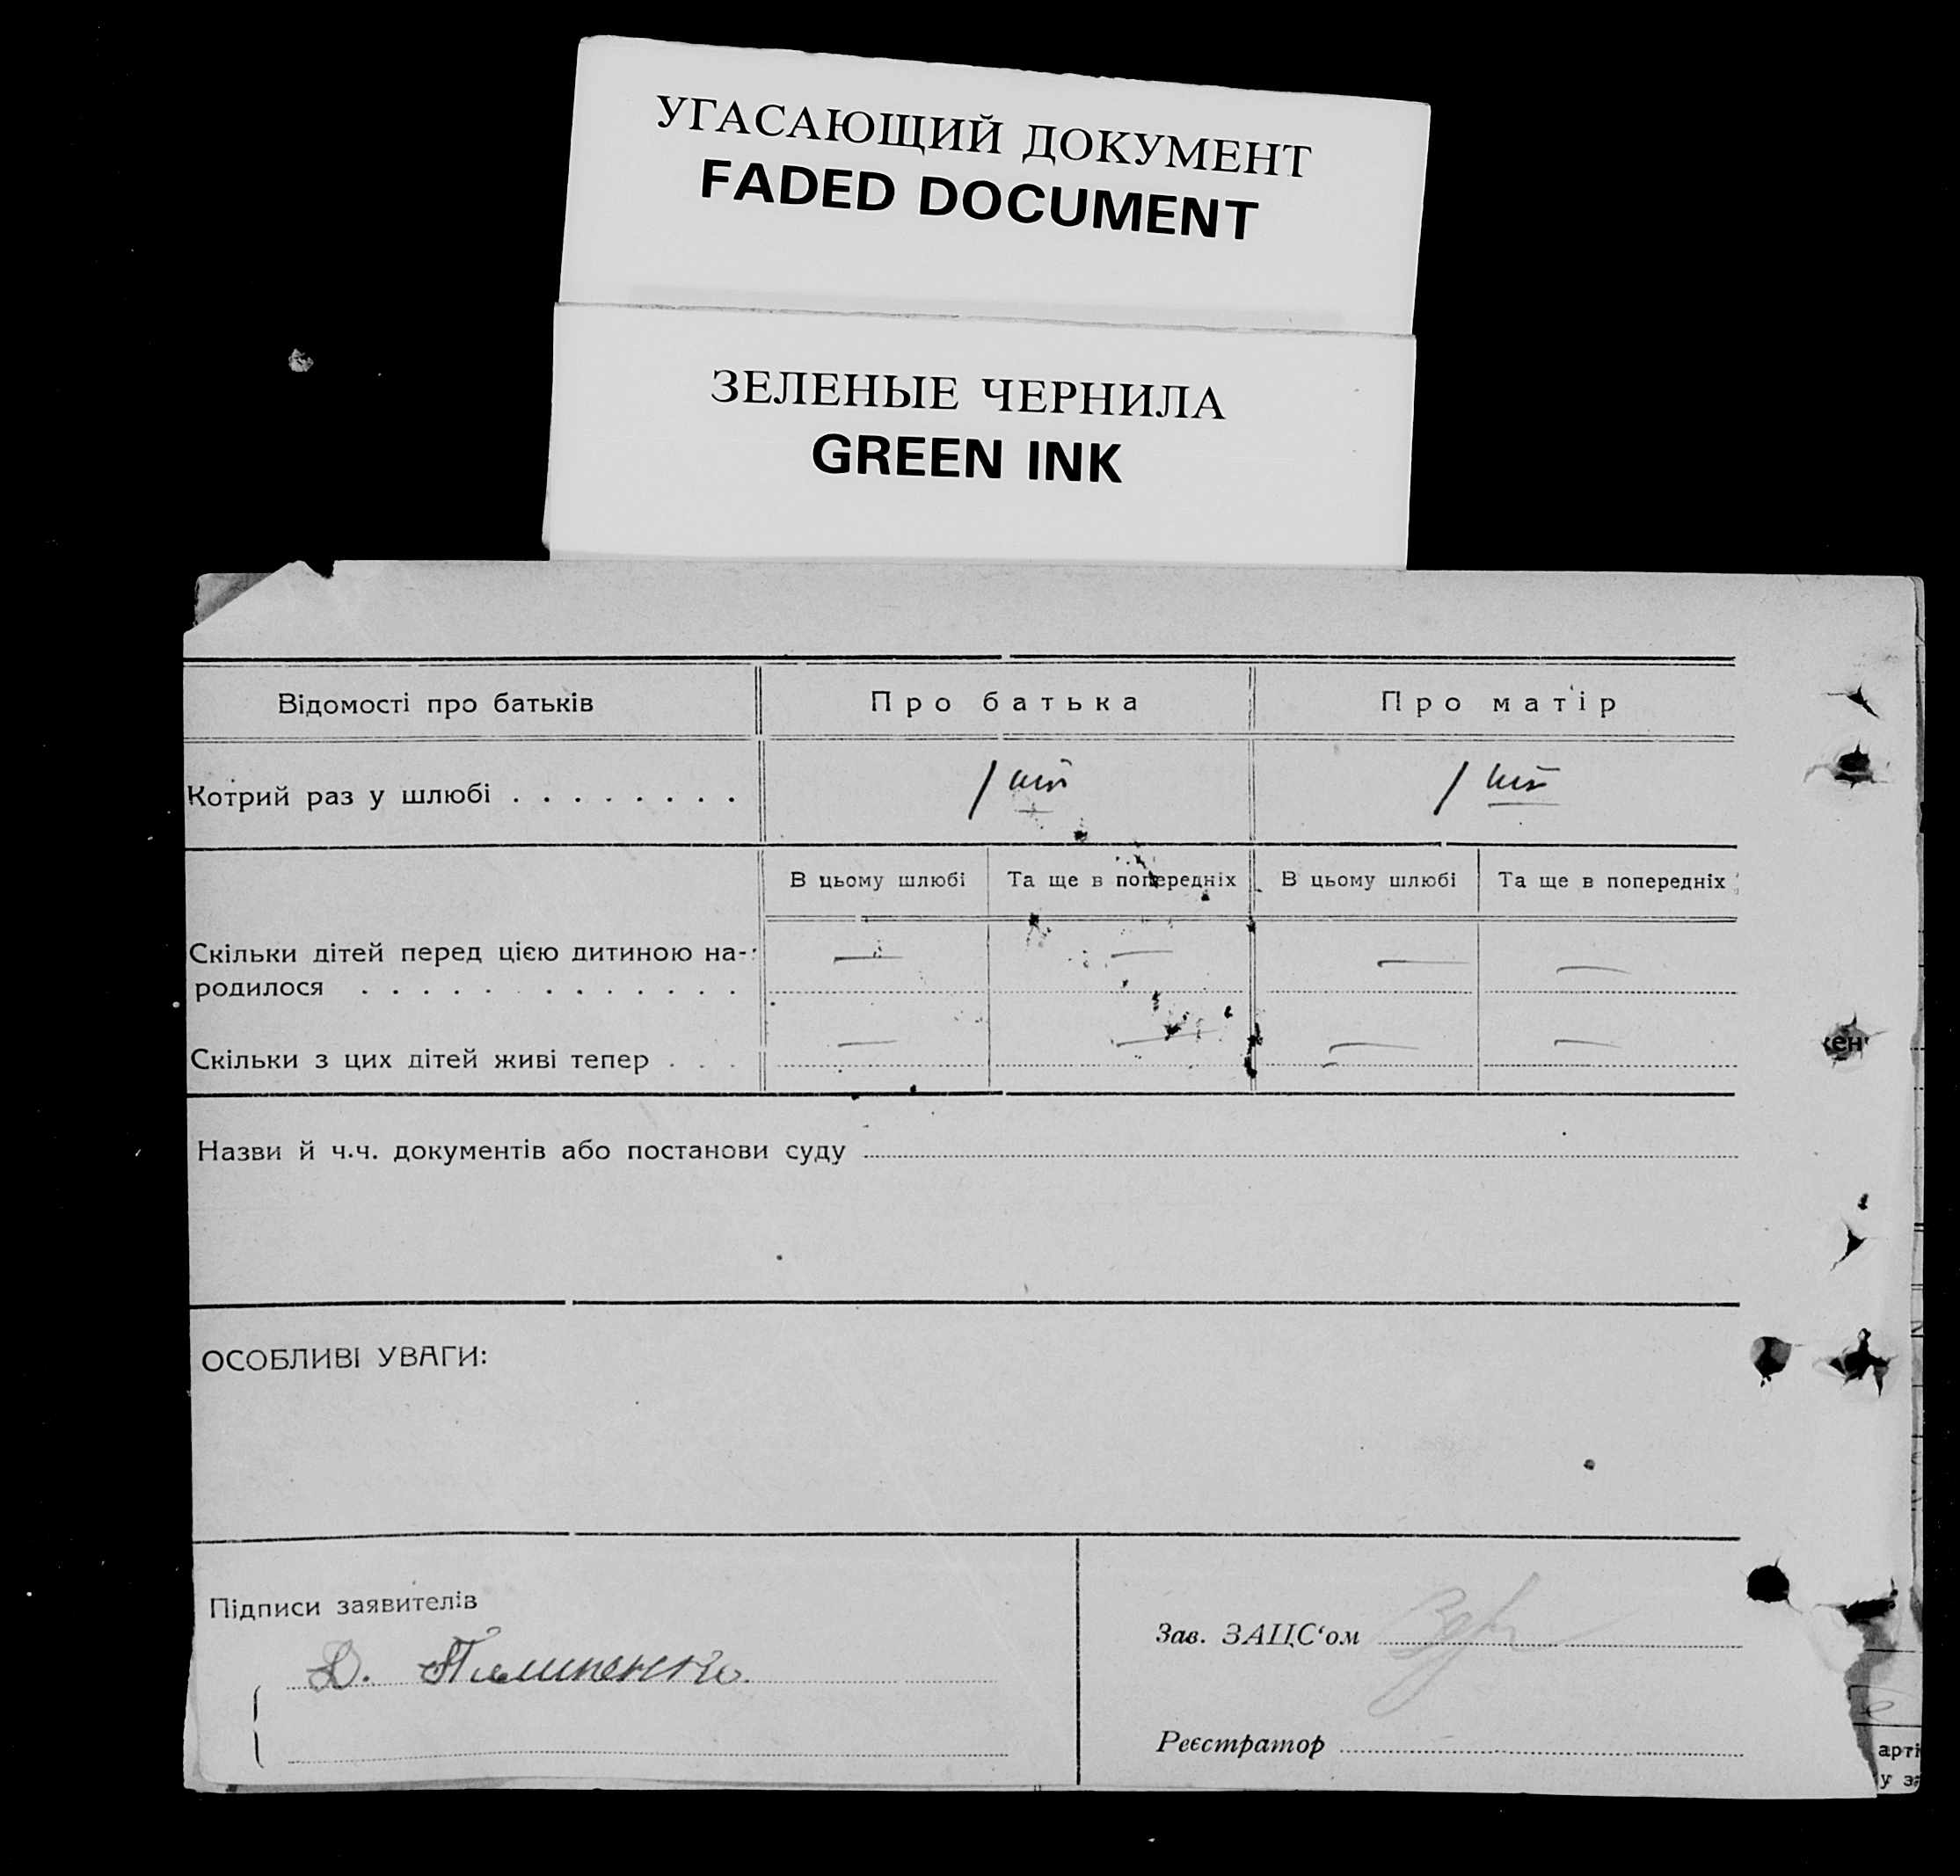 УГАСАЮЩИЙ ДОКУМЕНТ
FADED DOCUMENT
ЗЕЛЕНЫЕ ЧЕРНИЛА
GREEN INK
Відомості про батьків Про батька Про матір
Котрий раз у шлюбі . . . . . . . . 1 1
В цьому шлюбі Та ще в попередніх В цьому шлюбі Та ще в попередніх
Скільки дітей перед цією дитиною на- — — — —
родилося . . . . . . . . . . . . .
Скільки з цих дітей живі тепер . . . — — — —
Назви й ч.ч. документів або постанови суду
ОСОБЛИВІ УВАГИ:
Підписи заявителів
Д.
Зав. ЗАЦС‘ом
Реєстратор
арті
у за